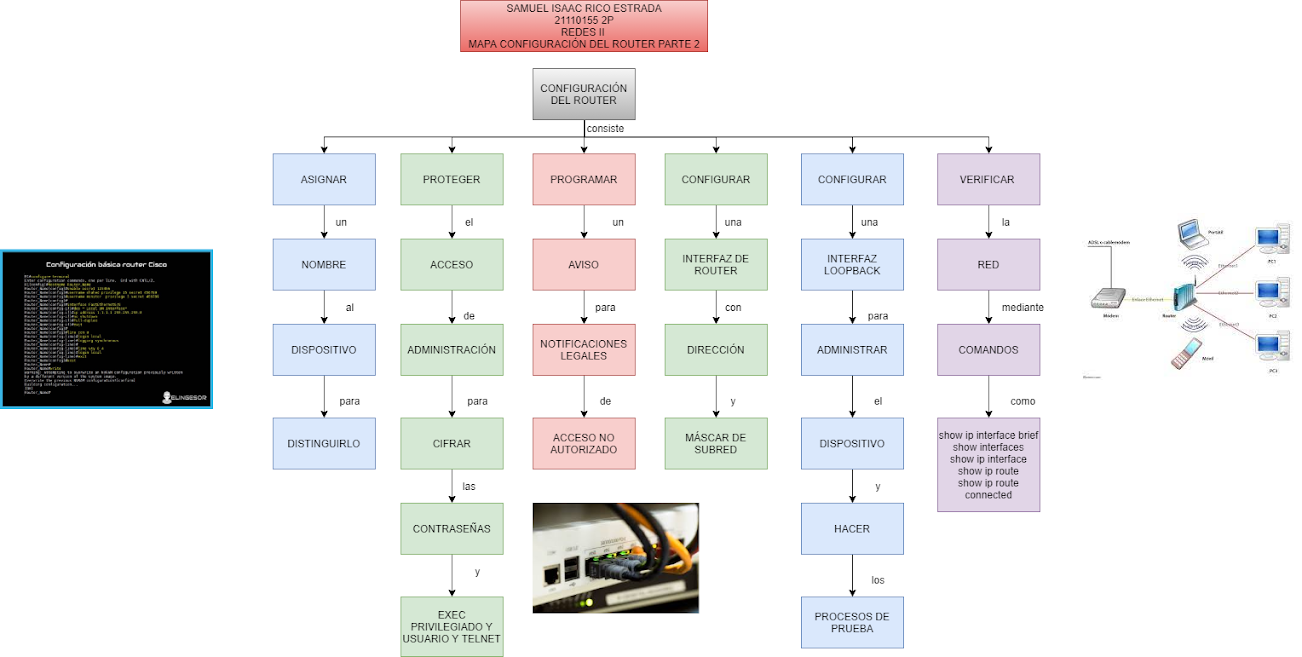 SAMUEL ISAAC RICO ESTRADA
21110155 2P
REDES II
MAPA CONFIGURACIÓN DEL ROUTER PARTE 2
CONFIGURACIÓN
DEL ROUTER
consiste
ASIGNAR
un
NOMBRE
al
DISPOSITIVO
para
DISTINGUIRLO
PROTEGER
el
ACCESO
de
ADMINISTRACIÓN
para
CIFRAR
las
CONTRASEÑAS
y
EXEC
PRIVILEGIADO Y
USUARIO Y TELNET
PROGRAMAR
un
AVISO
para
NOTIFICACIONES
LEGALES
de
ACCESO NO
AUTORIZADO
CONFIGURAR
una
INTERFAZ DE
ROUTER
con
DIRECCIÓN
y
MÁSCAR DE
SUBRED
CONFIGURAR
una
INTERFAZ
LOOPBACK
para
ADMINISTRAR
el
DISPOSITIVO
y
HACER
los
PROCESOS DE
PRUEBA
VERIFICAR
la
RED
mediante
COMANDOS
como
show ip interface brief
show interfaces
show ip interface
show ip route
show ip route
connected
Configuración básica router Cisco
ELINGESOR
ADSL o cablemodem
Modem
Router
Portátil
Ethernet1
PC1
PC2
PC3
Movil